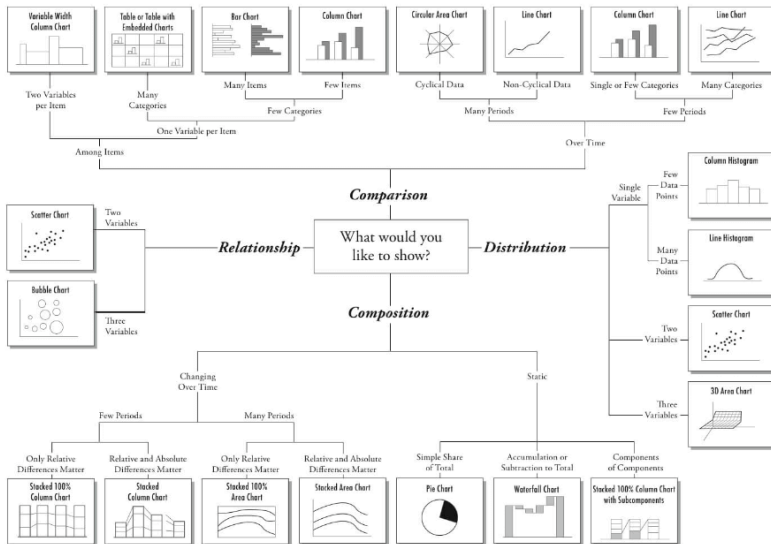 Variable Width
Column Chart
Table or Table with
Embedded Charts
Bar Chart
Column Chart
Circular Area Chart
Line Chart
Column Chart
Line Chart
Many Items
Few Items
Cyclical Data
Non-Cyclical Data
Single or Few Categories
Many Categories
Two Variables
per Item
Many
Categories
Few Categories
Many Periods
Few Periods
One Variable per Item
Among Items
Over Time
Comparison
What would you
like to show?
Relationship
Two
Variables
Scatter Chart
Three
Variables
Bubble Chart
Distribution
Single
Variable
Few
Data
Points
Column Histogram
Many
Data
Points
Line Histogram
Two
Variables
Scatter Chart
Three
Variables
3D Area Chart
Composition
Changing
Over Time
Static
Few Periods
Many Periods
Only Relative
Differences Matter
Relative and Absolute
Differences Matter
Only Relative
Differences Matter
Relative and Absolute
Differences Matter
Simple Share
of Total
Accumulation or
Subtraction to Total
Components
of Components
Stacked 100%
Column Chart
Stacked
Column Chart
Stacked 100%
Area Chart
Stacked Area Chart
Pie Chart
Waterfall Chart
Stacked 100% Column Chart
with Subcomponents